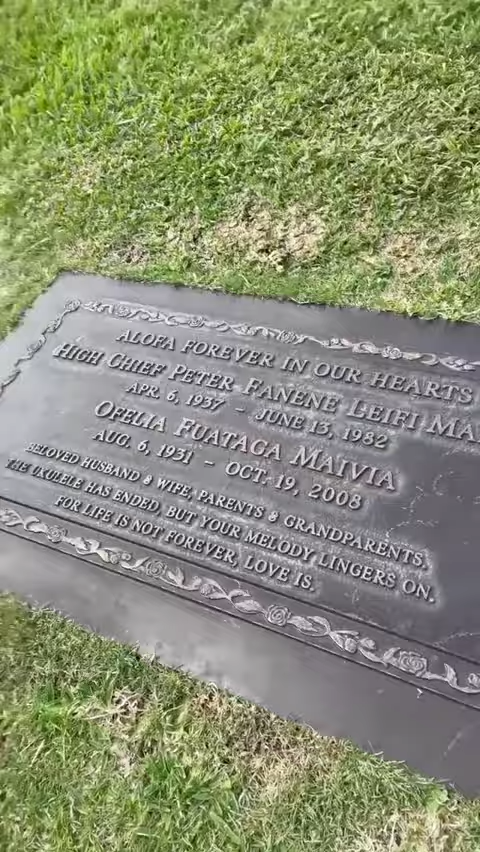 ALOFA FOREVER IN OUR HEARTS
HIGH CHIEF PETER FANENE LEIFI MA
APR. 6, 1937 – JUNE 13, 1982
OFELIA FUATAGA MAIVIA
AUG. 6, 1931 – OCT. 19, 2008
BELOVED HUSBAND & WIFE, PARENTS & GRANDPARENTS.
THE UKULELE HAS ENDED, BUT YOUR MELODY LINGERS ON.
FOR LIFE IS NOT FOREVER, LOVE IS.